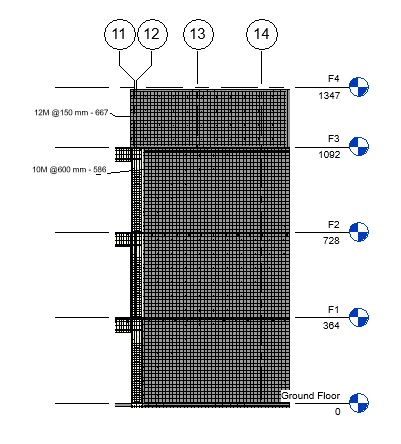 11 12 13 14
F4
1347
12M @150 mm - 667
F3
1092
10M @600 mm - 586
F2
728
F1
364
Ground Floor
0